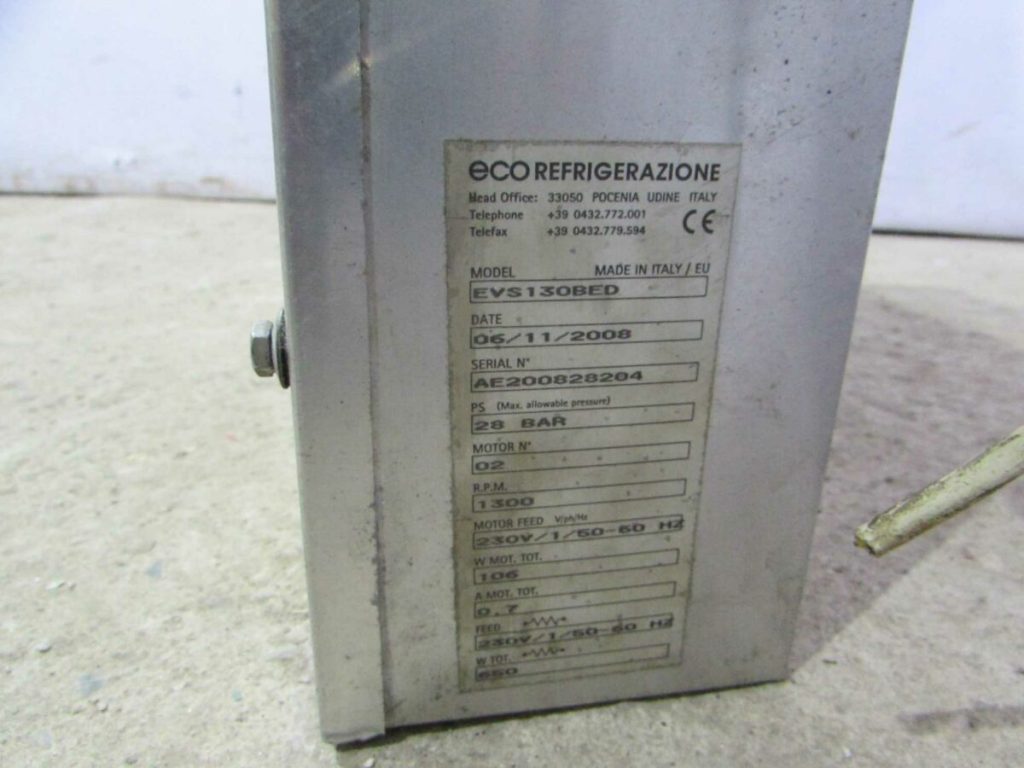 eco REFRIGERAZIONE
Head Office: 33050 POCENIA UDINE ITALY
Telephone +39 0432.772.001
Telefax +39 0432.779.594
CE
MODEL MADE IN ITALY / EU
EVS130BED
DATE
06/11/2008
SERIAL N°
AE200828204
PS (Max. allowable pressure)
28 BAR
MOTOR N°
02
R.P.M.
1300
MOTOR FEED V/ph/Hz
230V/1/50-60 HZ
W MOT. TOT.
106
A MOT. TOT.
0.7
FEED
230V/1/50-60 HZ
W TOT.
650